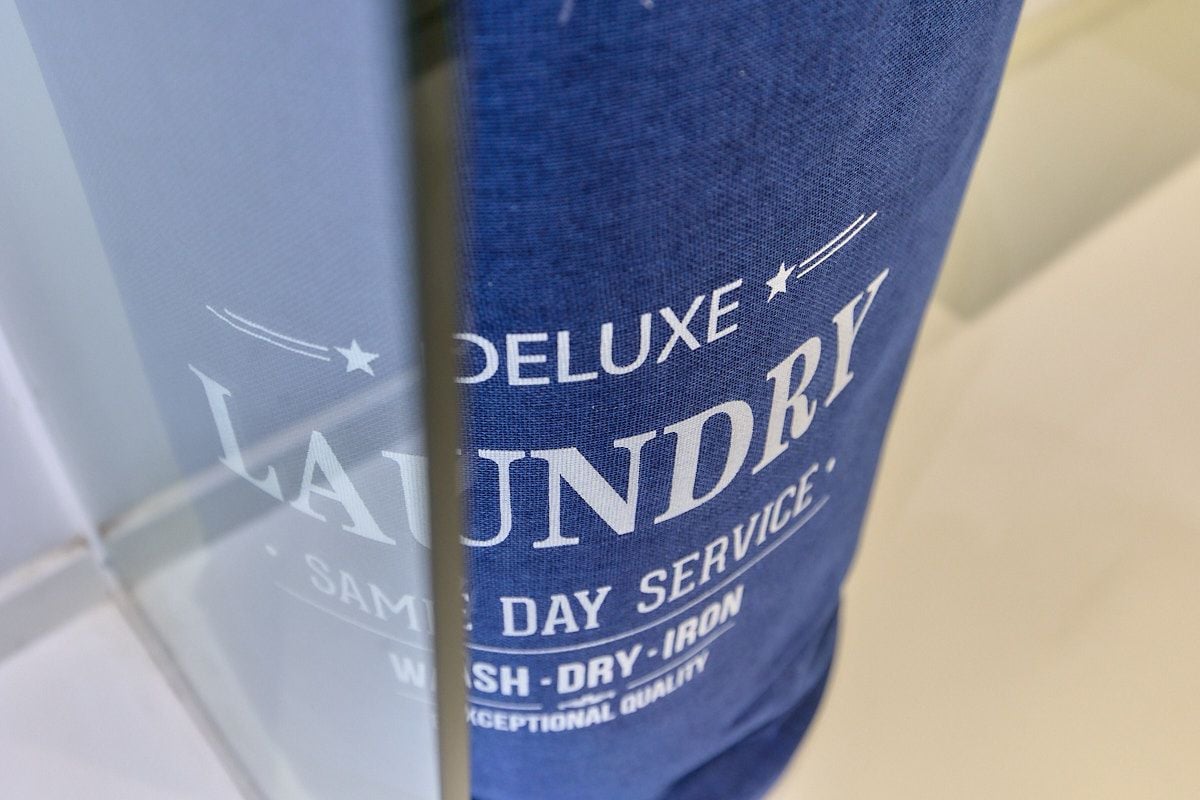 DELUXE
LAUNDRY
SAME DAY SERVICE
WASH - DRY - IRON
EXCEPTIONAL QUALITY